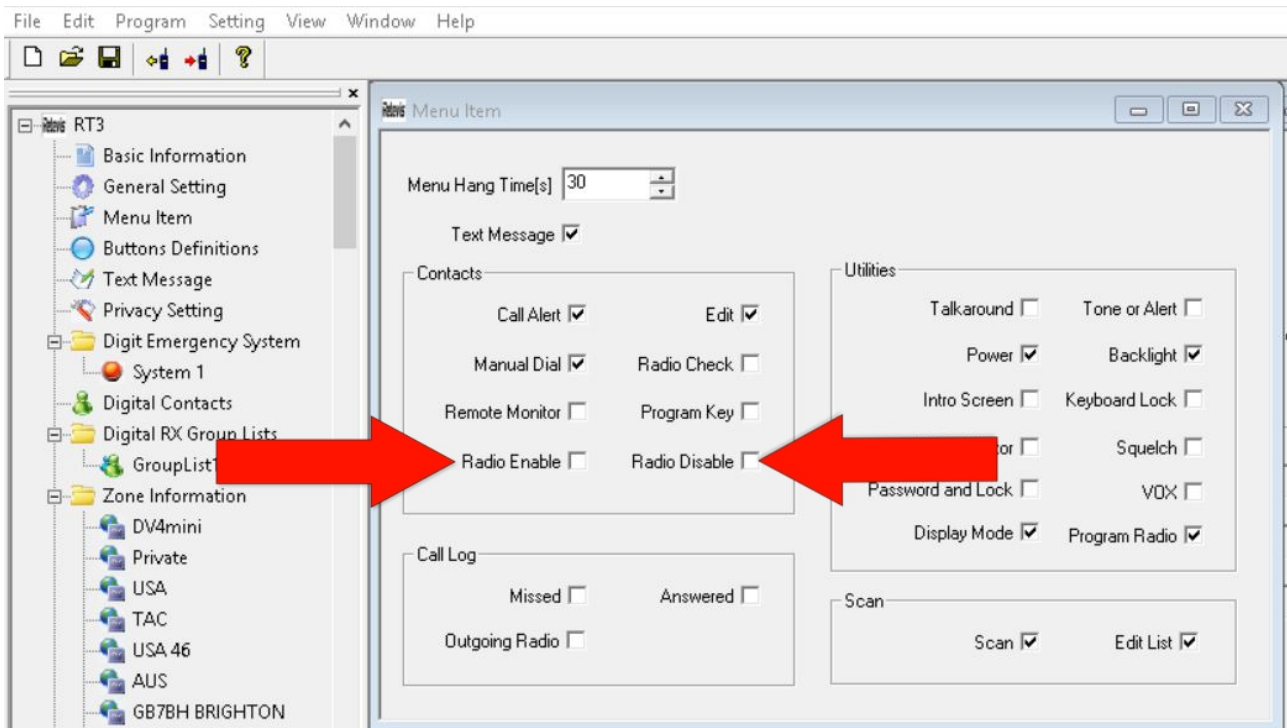 File Edit Program Setting View Window Help
Retevis RT3
Basic Information
General Setting
Menu Item
Buttons Definitions
Text Message
Privacy Setting
Digit Emergency System
System 1
Digital Contacts
Digital RX Group Lists
GroupList1
Zone Information
DV4mini
Private
USA
TAC
USA 46
AUS
GB7BH BRIGHTON
Retevis Menu Item
Menu Hang Time[s] 30
Text Message
Contacts
Call Alert Edit
Manual Dial Radio Check
Remote Monitor Program Key
Radio Enable Radio Disable
Call Log
Missed Answered
Outgoing Radio
Utilities
Talkaround Tone or Alert
Power Backlight
Intro Screen Keyboard Lock
tor Squelch
Password and Lock VOX
Display Mode Program Radio
Scan
Scan Edit List